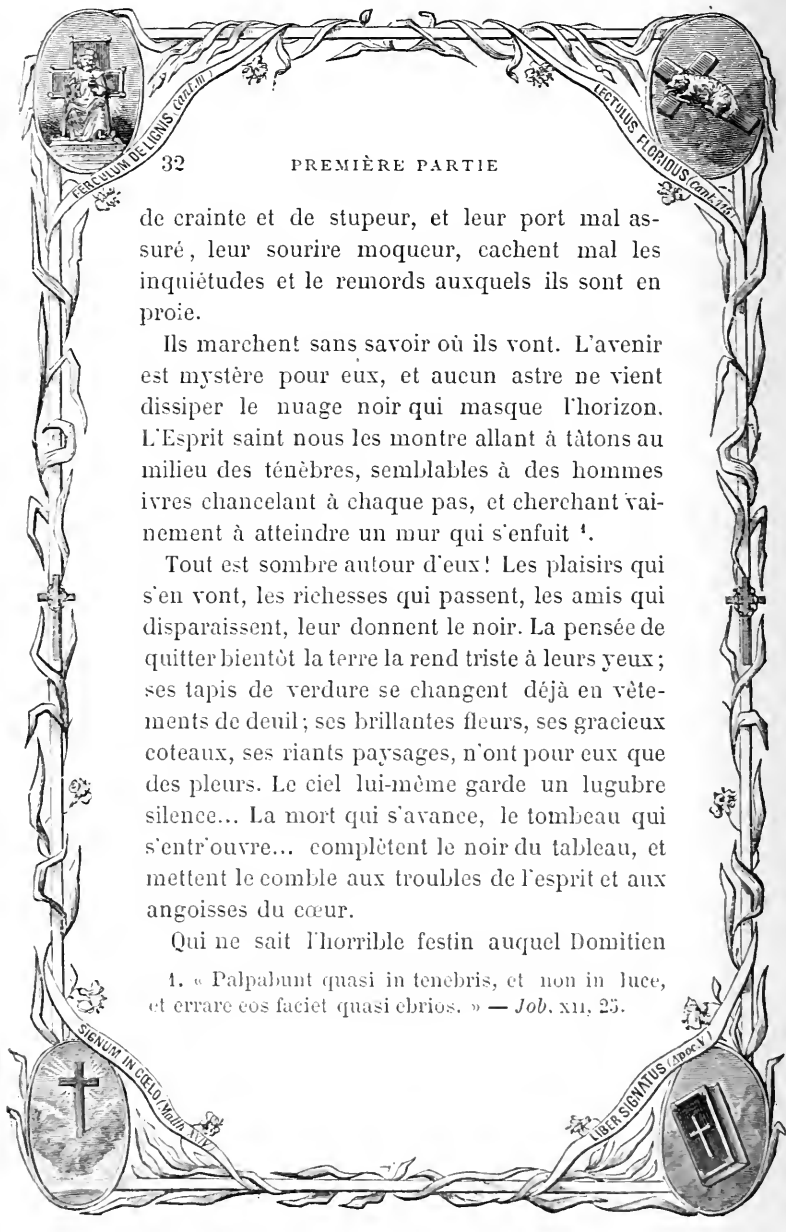 FERCULUM DE LIGNIS (Cant. III)
LECTULUS FLORIDUS (Cant. I
32 PREMIÈRE PARTIE
de crainte et de stupeur, et leur port mal as-
suré, leur sourire moqueur, cachent mal les
inquiétudes et le remords auxquels ils sont en
proie.
Ils marchent sans savoir où ils vont. L'avenir
est mystère pour eux, et aucun astre ne vient
dissiper le nuage noir qui masque l'horizon.
L'Esprit saint nous les montre allant à tâtons au
milieu des ténèbres, semblables à des hommes
ivres chancelant à chaque pas, et cherchant vai-
nement à atteindre un mur qui s'enfuit ¹.
Tout est sombre autour d'eux! Les plaisirs qui
s'en vont, les richesses qui passent, les amis qui
disparaissent, leur donnent le noir. La pensée de
quitter bientôt la terre la rend triste à leurs yeux;
ses tapis de verdure se changent déjà en vête-
ments de deuil; ses brillantes fleurs, ses gracieux
coteaux, ses riants paysages, n'ont pour eux que
des pleurs. Le ciel lui-même garde un lugubre
silence... La mort qui s'avance, le tombeau qui
s'entr'ouvre... complètent le noir du tableau, et
mettent le comble aux troubles de l'esprit et aux
angoisses du cœur.
Qui ne sait l'horrible festin auquel Domitien
1. « Palpabunt quasi in tenebris, et non in luce,
et errare eos faciet quasi ebrios. » — Job. XII, 25.
SIGNUM IN CŒLO (Math. XVI)
LIBER SIGNATUS (Apoc. V)